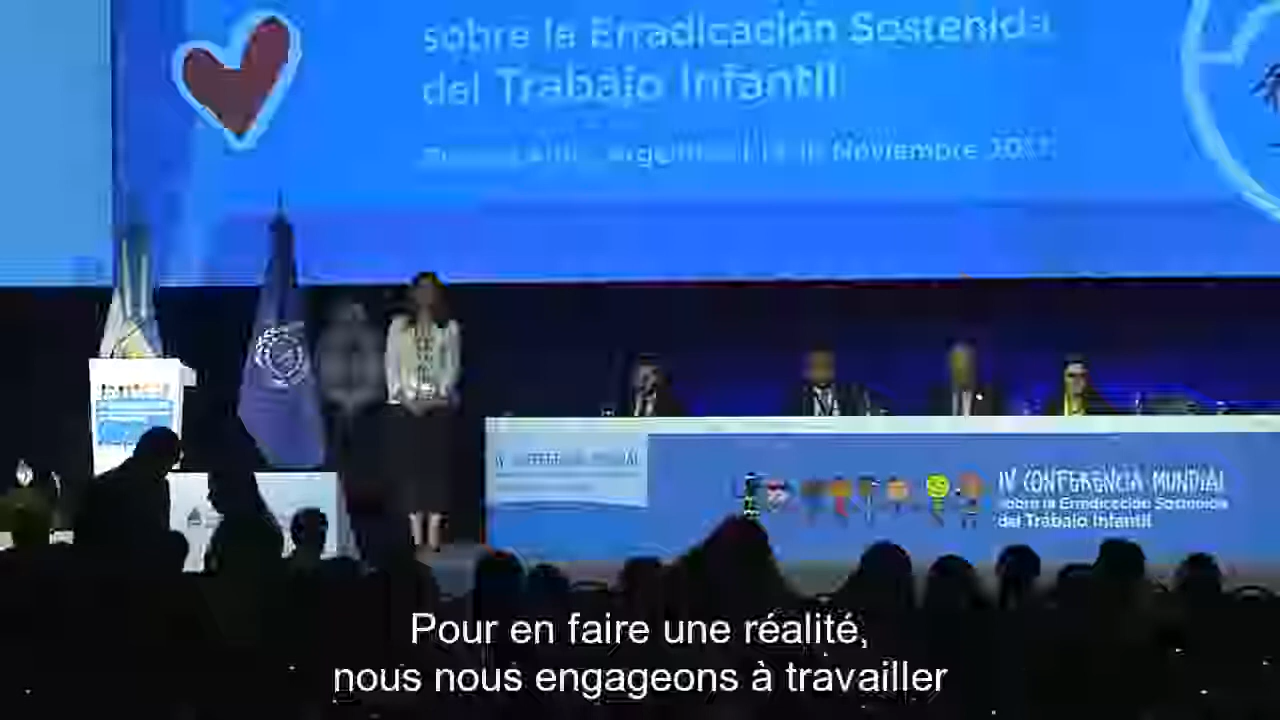 sobre la Erradicación Sostenida
del Trabajo Infantil
Noviembre
IV CONFERENCIA MUNDIAL
sobre la Erradicación Sostenida
del Trabajo Infantil
Pour en faire une réalité,
nous nous engageons à travailler